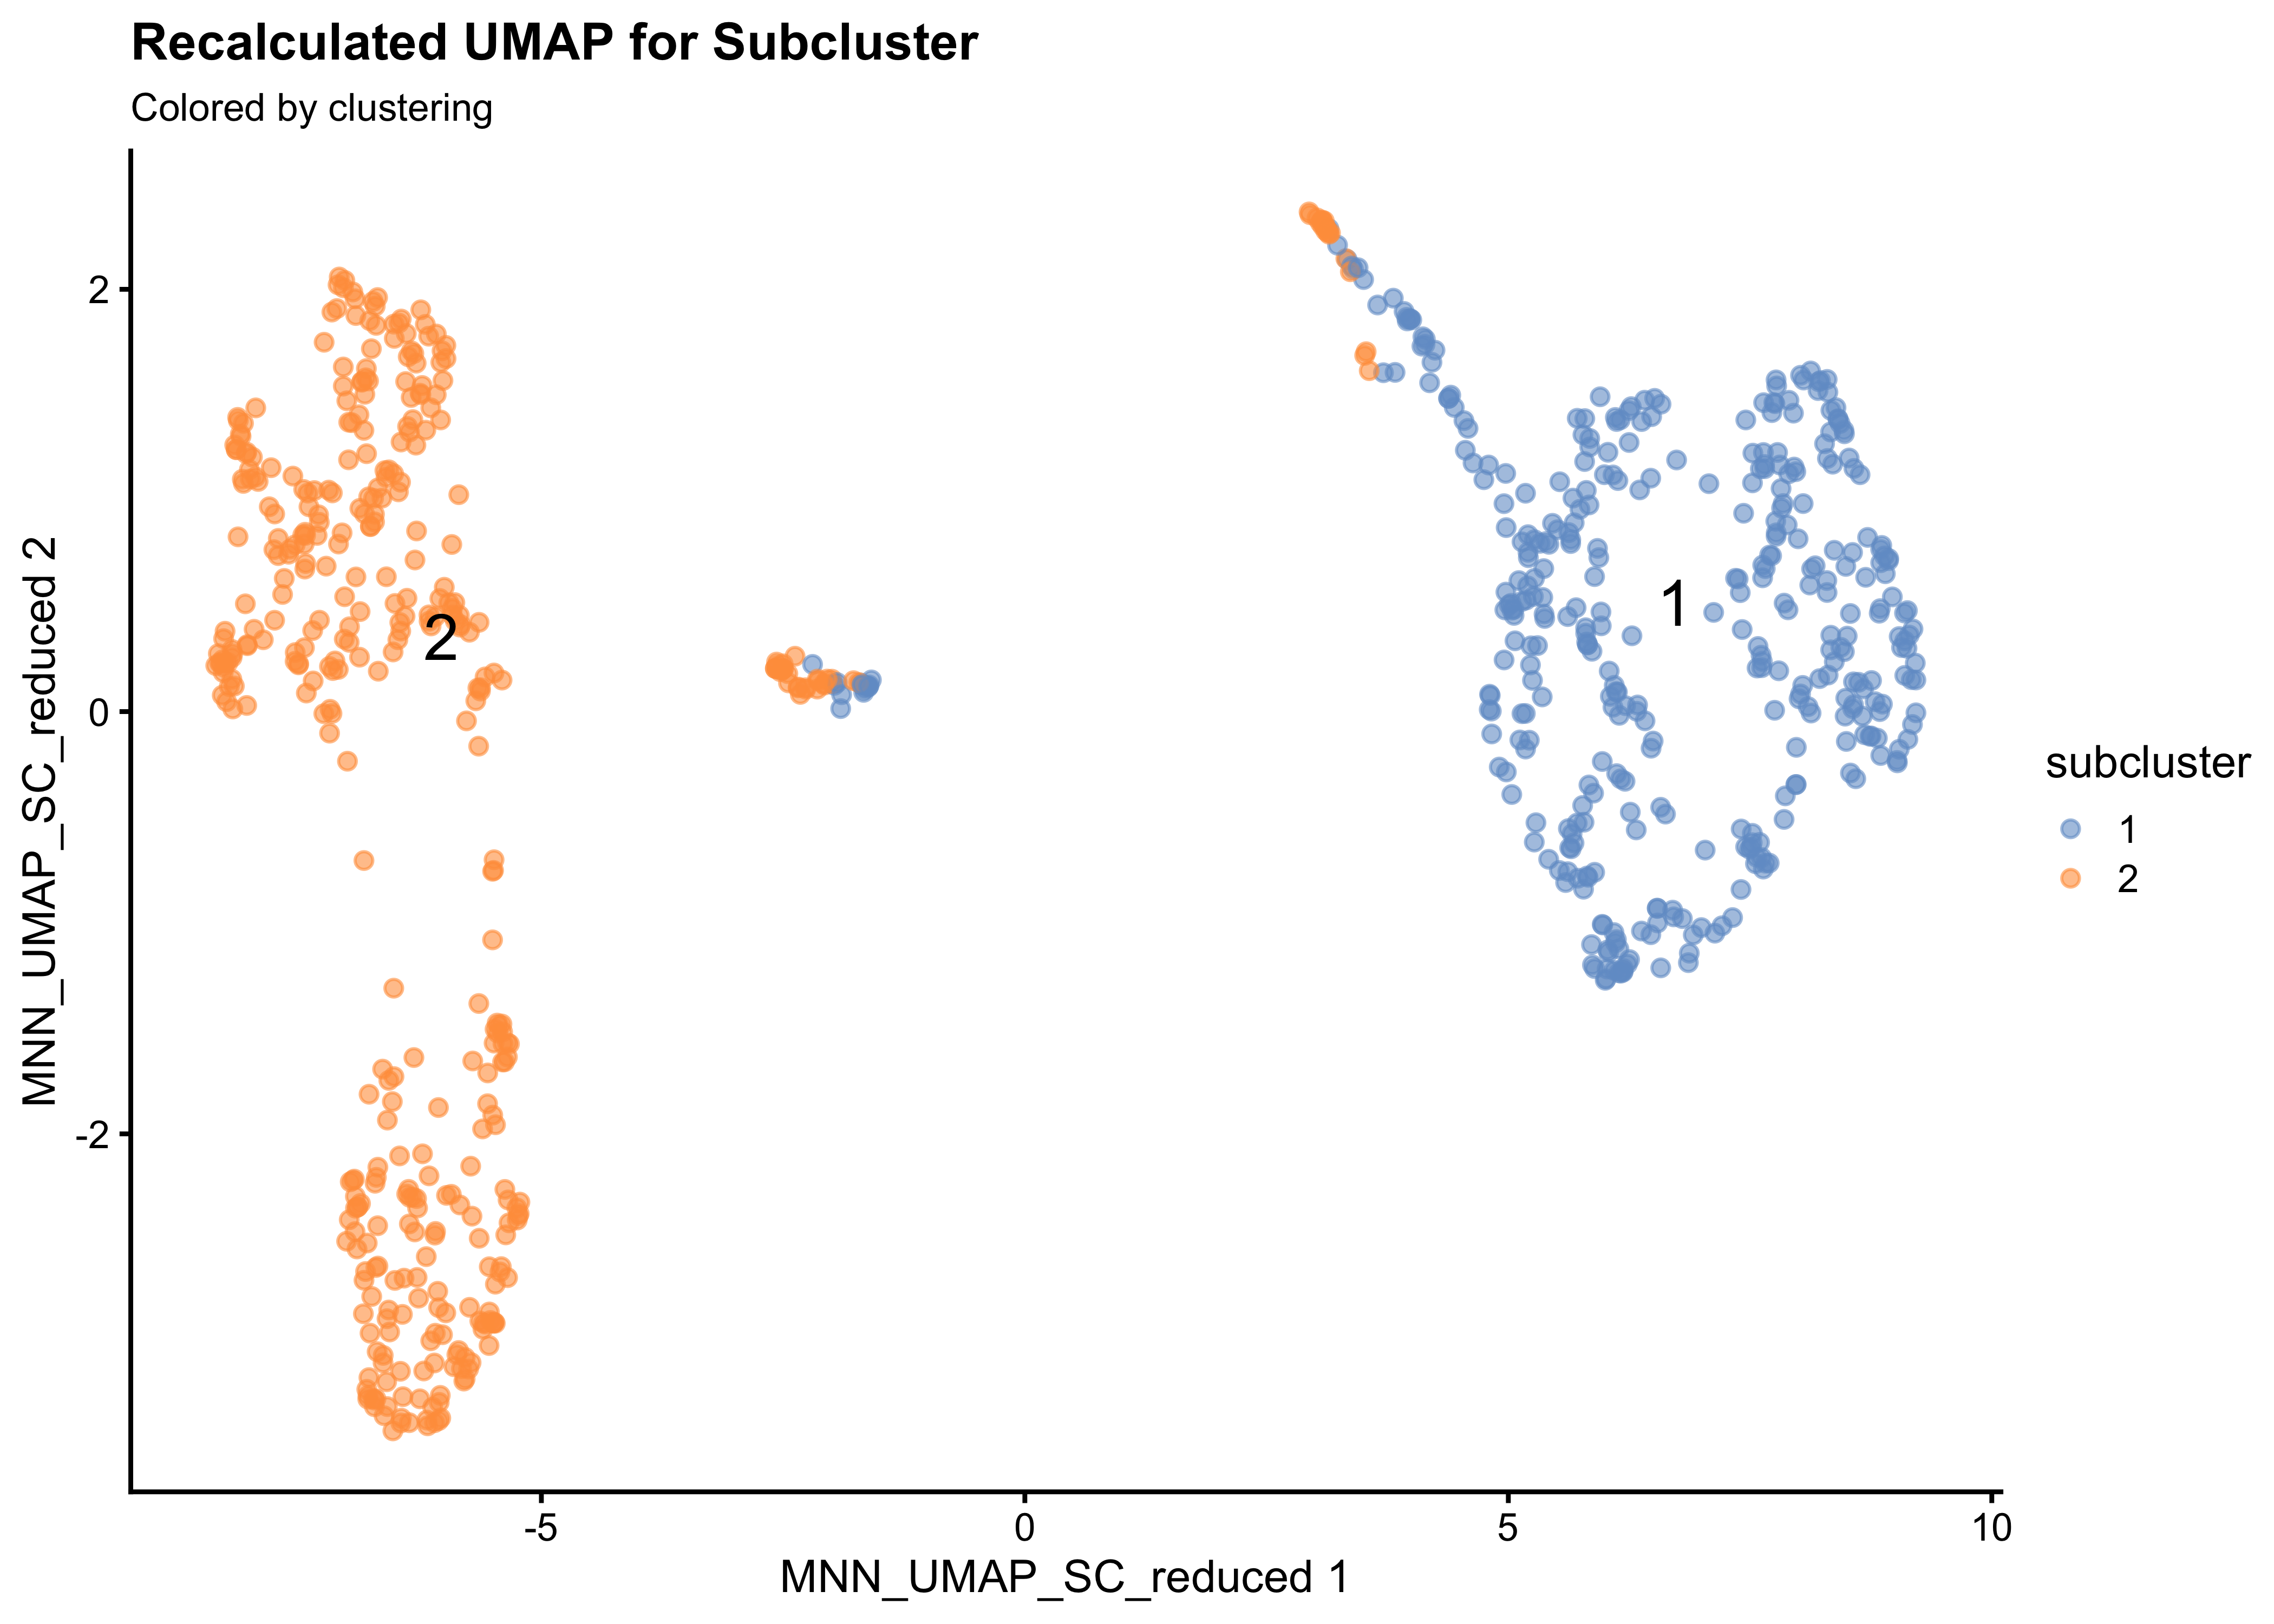 Recalculated UMAP for Subcluster
Colored by clustering
MNN_UMAP_SC_reduced 2
2
0
-2
2
1
subcluster
1
2
-5
0
5
10
MNN_UMAP_SC_reduced 1